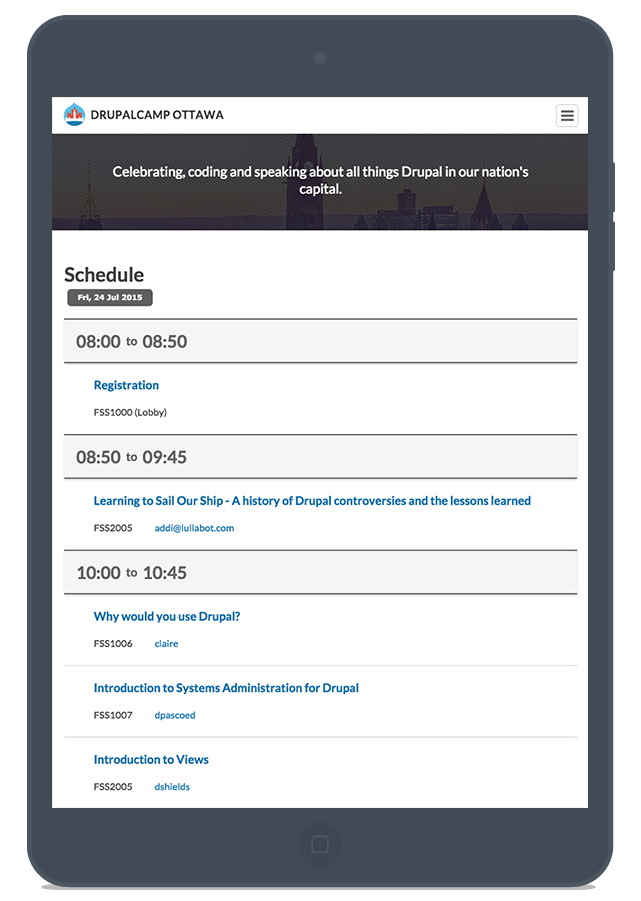 DRUPALCAMP OTTAWA
Celebrating, coding and speaking about all things Drupal in our nation's
capital.
Schedule
Fri, 24 Jul 2015
08:00 to 08:50
Registration
FSS1000 (Lobby)
08:50 to 09:45
Learning to Sail Our Ship - A history of Drupal controversies and the lessons learned
FSS2005 addi@lullabot.com
10:00 to 10:45
Why would you use Drupal?
FSS1006 claire
Introduction to Systems Administration for Drupal
FSS1007 dpascoed
Introduction to Views
FSS2005 dshields